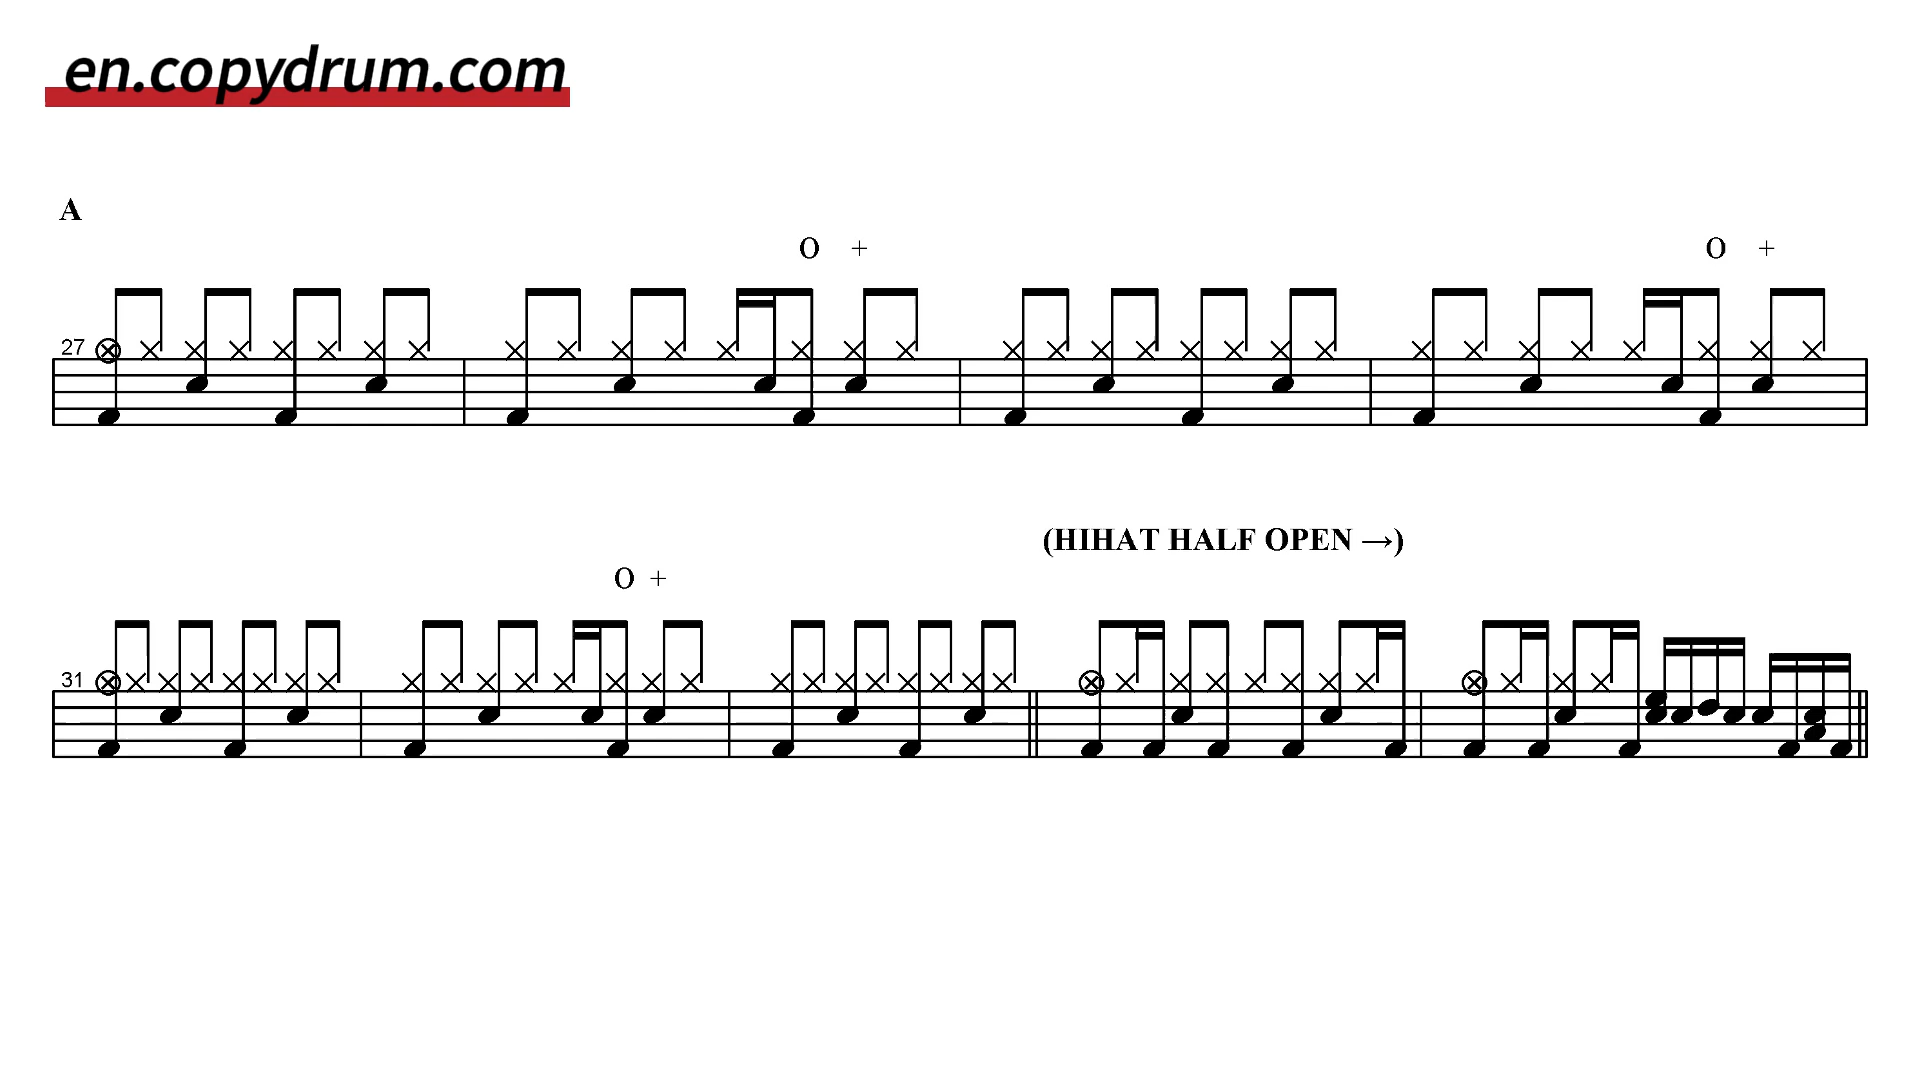 en.copydrum.com
A
O + O +
27
(HIHAT HALF OPEN →)
O +
31